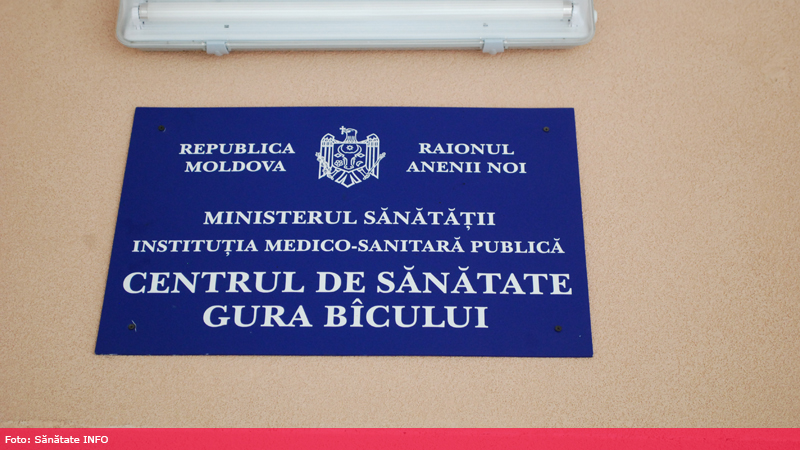 REPUBLICA MOLDOVA
RAIONUL ANENII NOI
MINISTERUL SĂNĂTĂȚII
INSTITUȚIA MEDICO-SANITARĂ PUBLICĂ
CENTRUL DE SĂNĂTATE
GURA BÎCULUI
Foto: Sănătate INFO